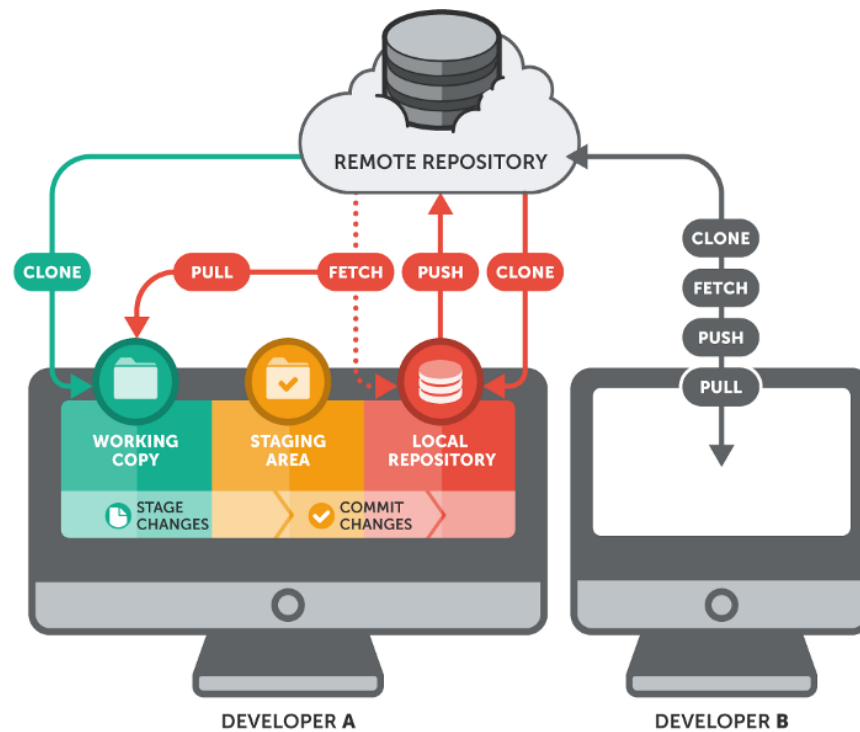 REMOTE REPOSITORY
CLONE
PULL
FETCH
PUSH
CLONE
CLONE
FETCH
PUSH
PULL
WORKING
COPY
STAGING
AREA
LOCAL
REPOSITORY
STAGE
CHANGES
COMMIT
CHANGES
DEVELOPER A
DEVELOPER B